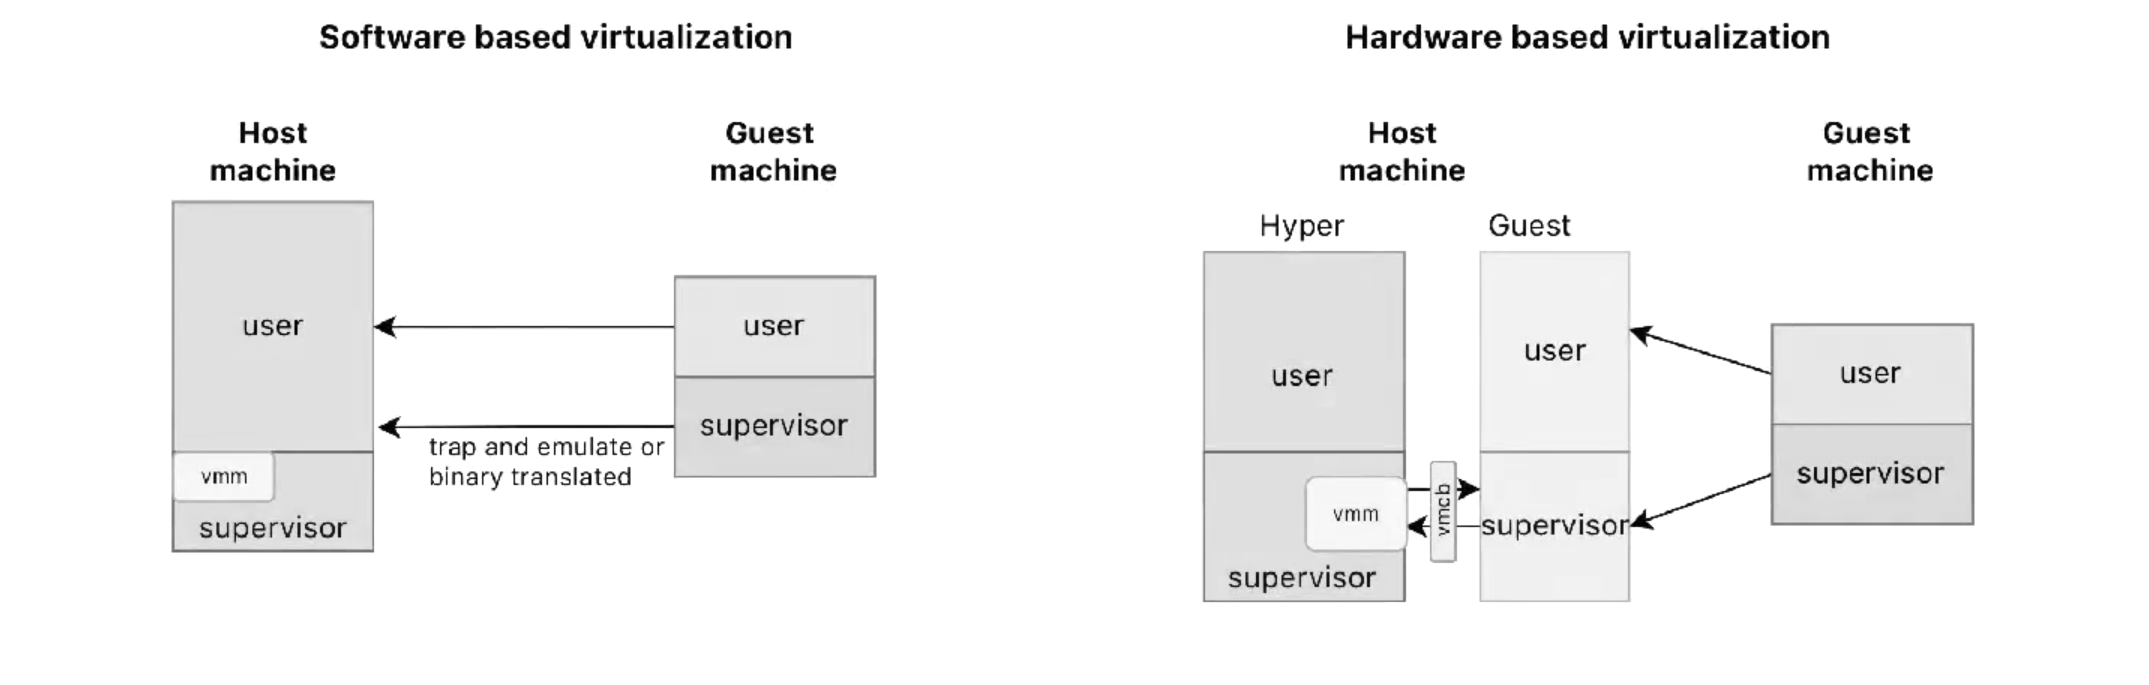 Software based virtualization
Host
machine
Guest
machine
user
user
supervisor
trap and emulate or
binary translated
vmm
supervisor
Hardware based virtualization
Host
machine
Guest
machine
Hyper
Guest
user
user
user
supervisor
vmm
vmcb
supervisor
supervisor